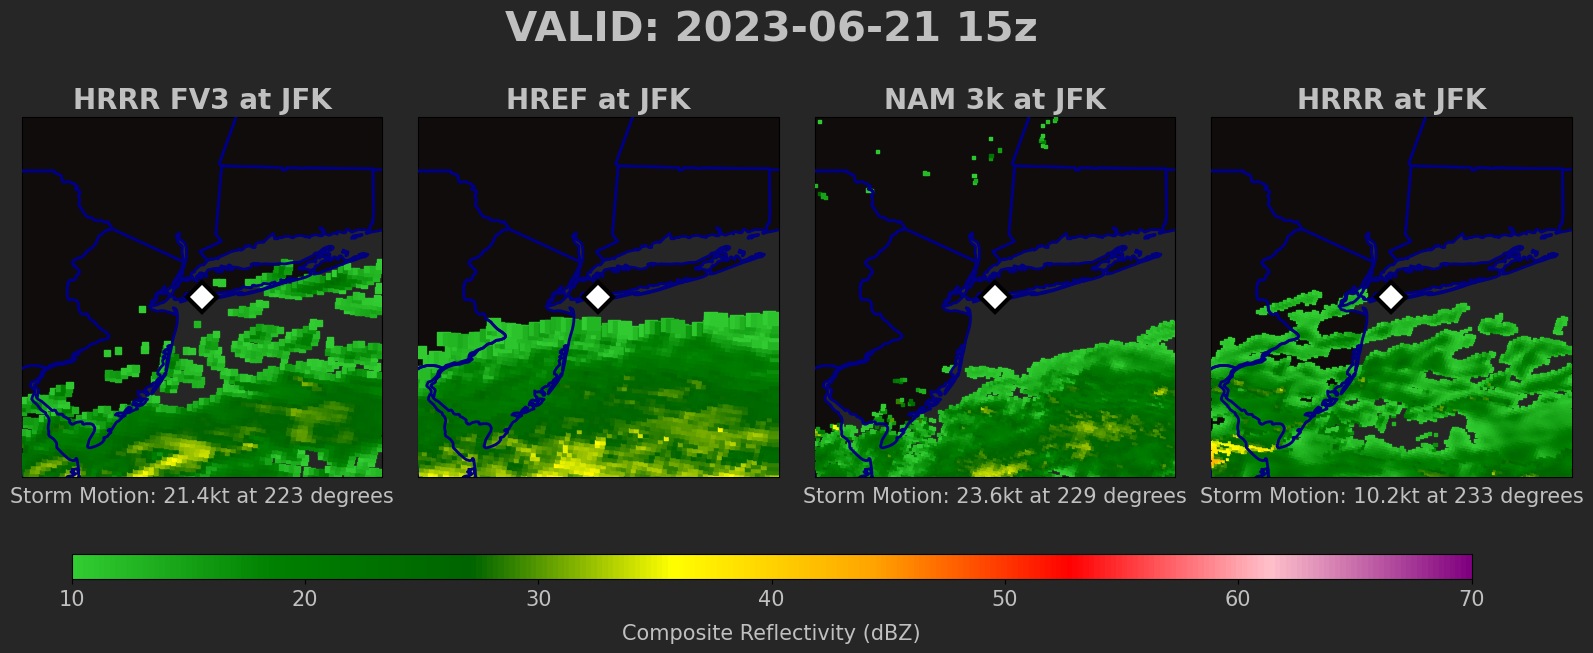 VALID: 2023-06-21 15z
HRRR FV3 at JFK
HREF at JFK
NAM 3k at JFK
HRRR at JFK
Storm Motion: 21.4kt at 223 degrees
Storm Motion: 23.6kt at 229 degrees
Storm Motion: 10.2kt at 233 degrees
10 20 30 40 50 60 70
Composite Reflectivity (dBZ)